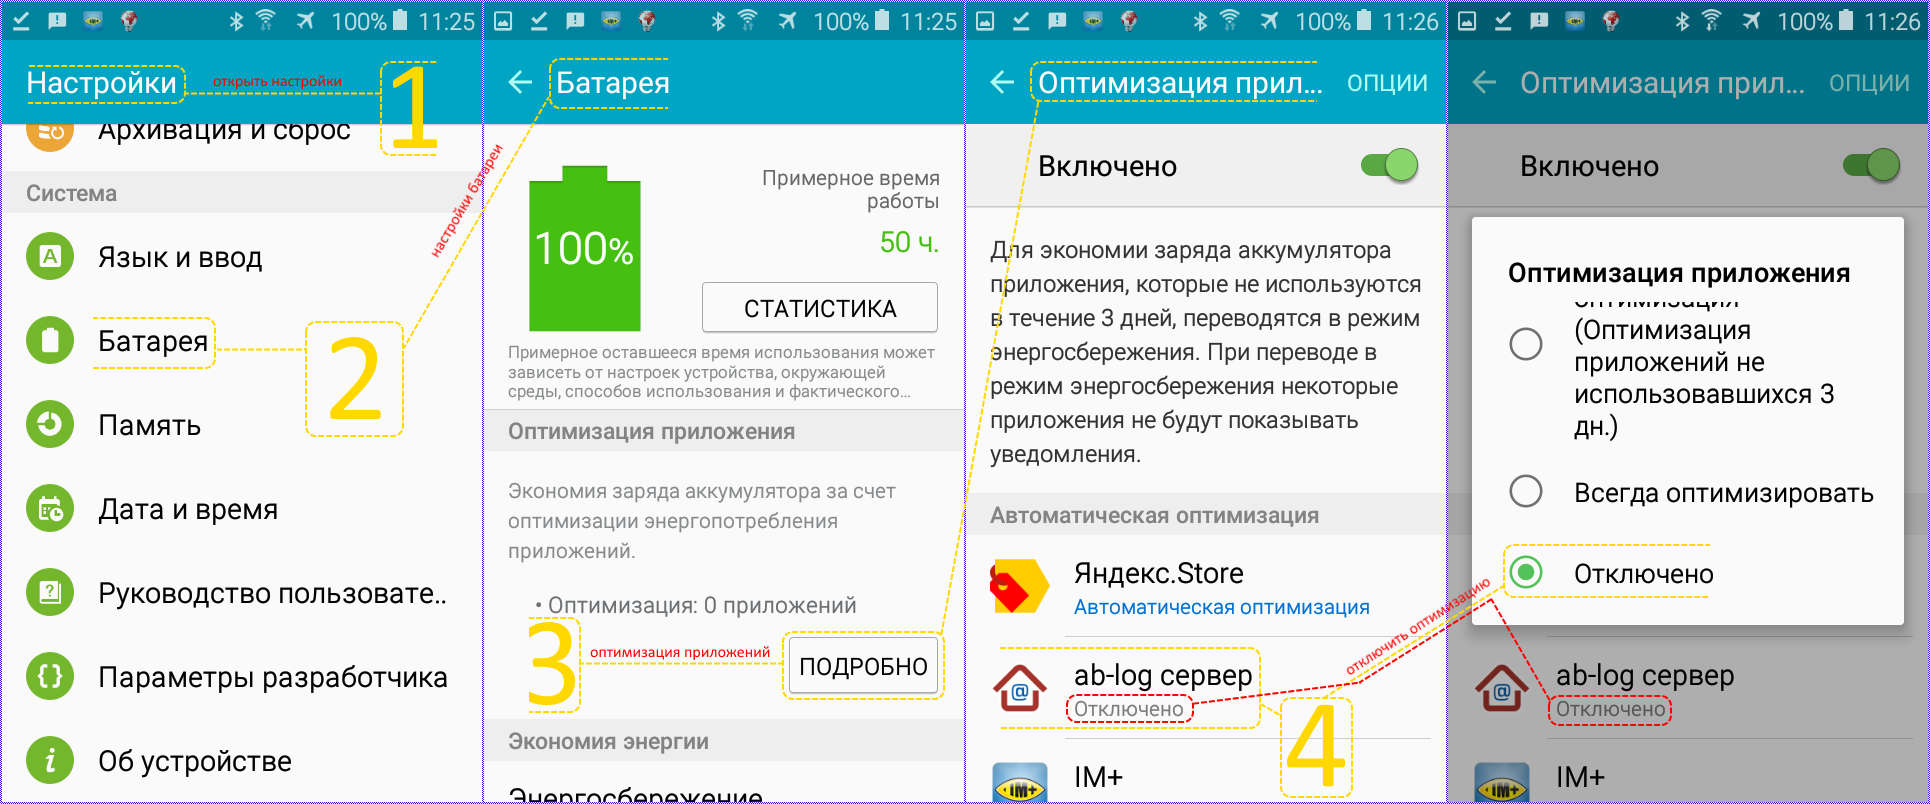 100% 11:25
Настройки
открыть настройки
1
Архивация и сброс
Система
Язык и ввод
Батарея
2
Память
Дата и время
Руководство пользовате..
Параметры разработчика
Об устройстве
настройки батареи
100% 11:25
Батарея
100%
Примерное время
работы
50 ч.
СТАТИСТИКА
Примерное оставшееся время использования может
зависеть от настроек устройства, окружающей
среды, способов использования и фактического...
Оптимизация приложения
Экономия заряда аккумулятора за счет
оптимизации энергопотребления
приложений.
• Оптимизация: 0 приложений
3
оптимизация приложений
ПОДРОБНО
Экономия энергии
Энергосбережение
100% 11:26
Оптимизация прил...
ОПЦИИ
Включено
Для экономии заряда аккумулятора
приложения, которые не используются
в течение 3 дней, переводятся в режим
энергосбережения. При переводе в
режим энергосбережения некоторые
приложения не будут показывать
уведомления.
Автоматическая оптимизация
Яндекс.Store
Автоматическая оптимизация
@
ab-log сервер
Отключено
4
отключить оптимизацию
IM+
IM+
100% 11:26
Оптимизация прил...
ОПЦИИ
Включено
Оптимизация приложения
оптимизация
(Оптимизация
приложений не
использовавшихся 3
дн.)
Всегда оптимизировать
Отключено
@
ab-log сервер
Отключено
IM+
IM+